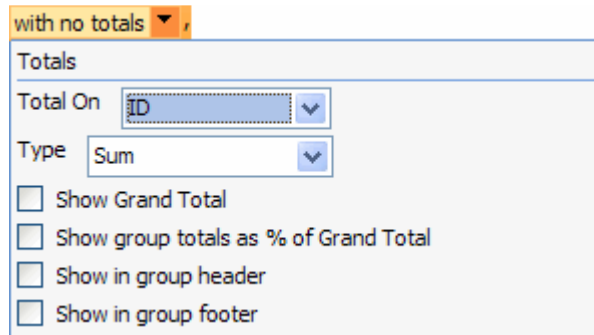 with no totals ,
Totals
Total On ID
Type Sum
Show Grand Total
Show group totals as % of Grand Total
Show in group header
Show in group footer